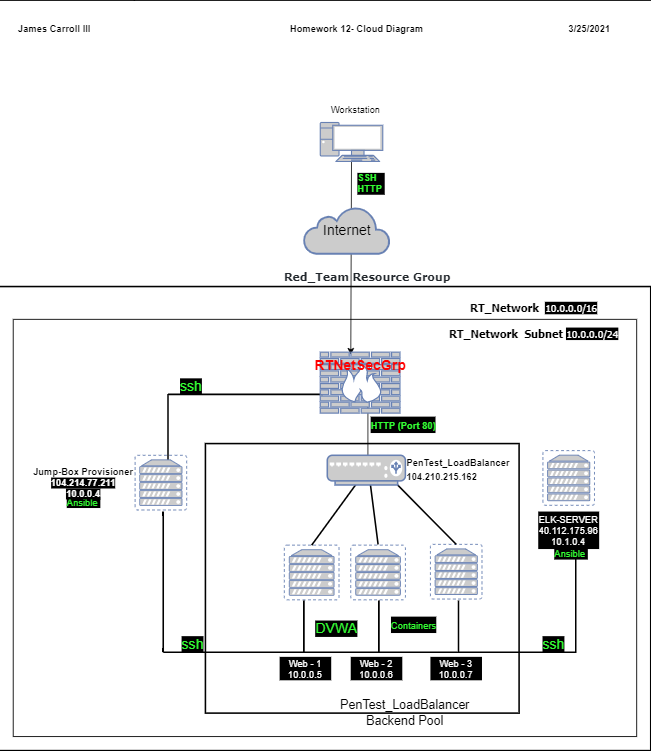 James Carroll III
Homework 12- Cloud Diagram
3/25/2021
Workstation
SSH
HTTP
Internet
Red_Team Resource Group
RT_Network 10.0.0.0/16
RT_Network Subnet 10.0.0.0/24
RTNetSecGrp
ssh
HTTP (Port 80)
Jump-Box Provisioner
104.214.77.211
10.0.0.4
Ansible
PenTest_LoadBalancer
104.210.215.162
ELK-SERVER
40.112.175.96
10.1.0.4
Ansible
DVWA
Containers
ssh
ssh
Web - 1
10.0.0.5
Web - 2
10.0.0.6
Web - 3
10.0.0.7
PenTest_LoadBalancer
Backend Pool